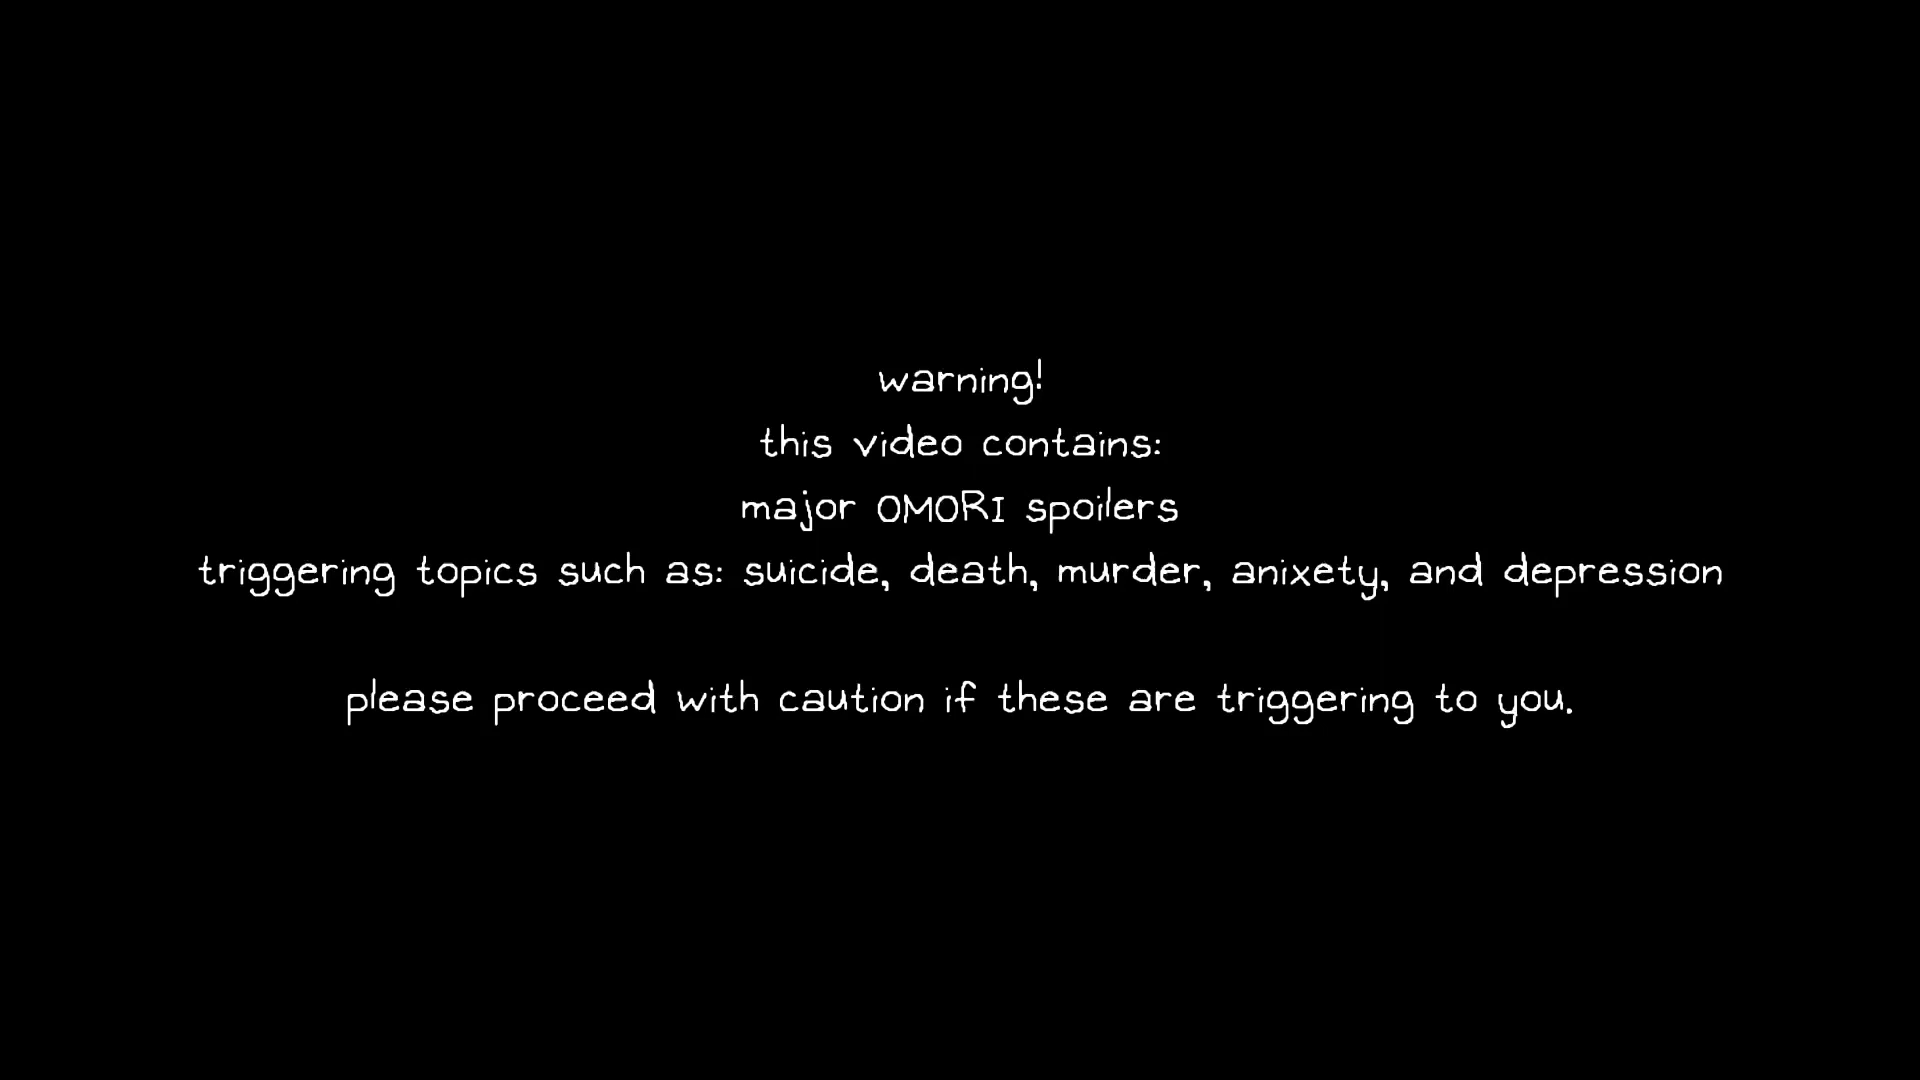 warning!
this video contains:
major OMORI spoilers
triggering topics such as: suicide, death, murder, anixety, and depression
please proceed with caution if these are triggering to you.